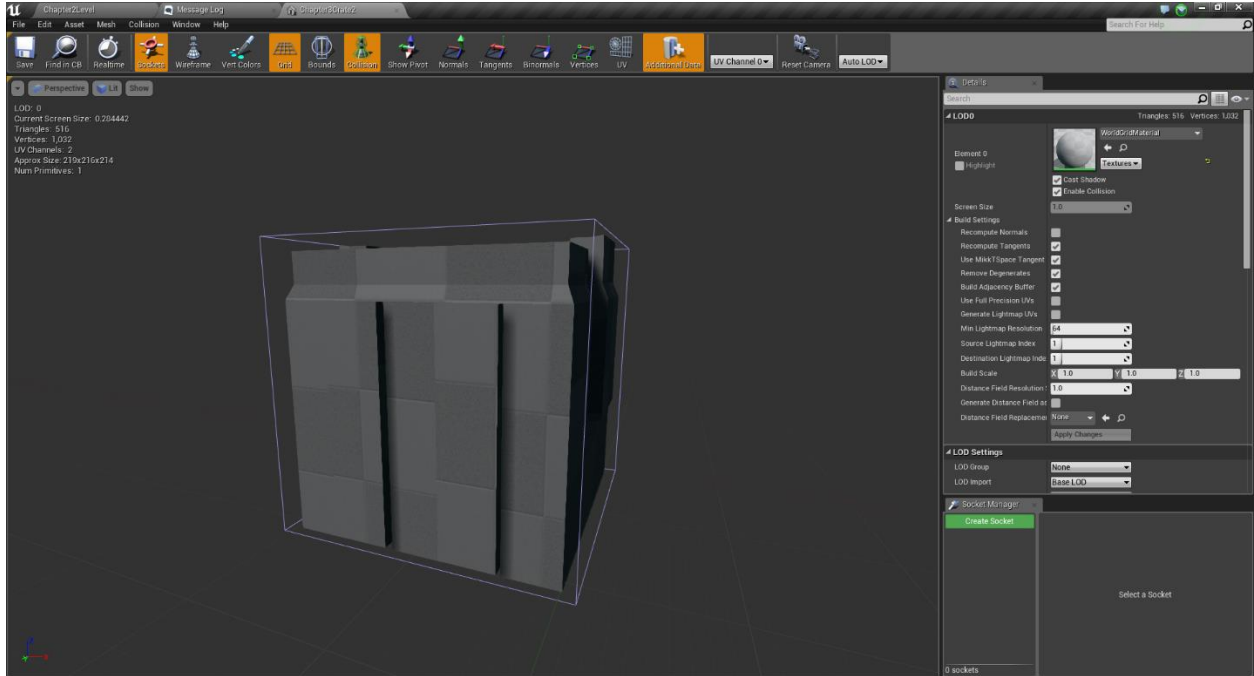 Chapter2Level Message Log Chapter3Crate2
File Edit Asset Mesh Collision Window Help
Search For Help
Save Find in CB Realtime Sockets Wireframe Vert Colors Grid Bounds Collision Show Pivot Normals Tangents Binormals Vertices UV Additional Data UV Channel 0 Reset Camera Auto LOD
Perspective Lit Show
LOD: 0
Current Screen Size: 0.284442
Triangles: 516
Vertices: 1,032
UV Channels: 2
Approx Size: 219x216x214
Num Primitives: 1
Details
Search
LOD0 Triangles: 516 Vertices: 1,032
WorldGridMaterial
Element 0
Highlight
Textures
Cast Shadow
Enable Collision
Screen Size 1.0
Build Settings
Recompute Normals
Recompute Tangents
Use MikkTSpace Tangent
Remove Degenerates
Build Adjacency Buffer
Use Full Precision UVs
Generate Lightmap UVs
Min Lightmap Resolution 64
Source Lightmap Index 1
Destination Lightmap Inde 1
Build Scale X 1.0 Y 1.0 Z 1.0
Distance Field Resolution 1.0
Generate Distance Field as
Distance Field Replacemen None
Apply Changes
LOD Settings
LOD Group None
LOD Import Base LOD
Socket Manager
Create Socket
Select a Socket
0 sockets